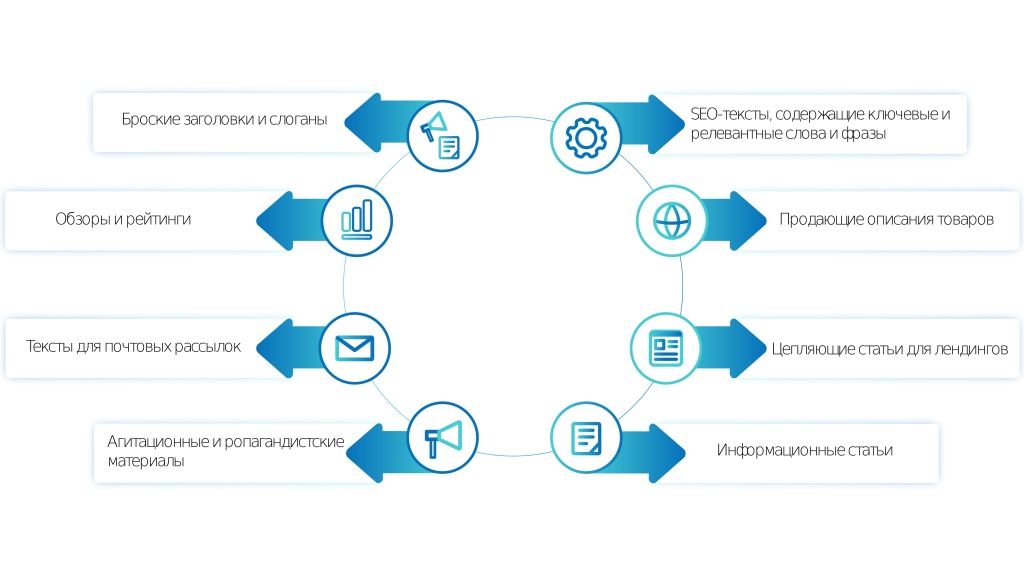 Броские заголовки и слоганы
SEO-тексты, содержащие ключевые и
релевантные слова и фразы
Обзоры и рейтинги
Продающие описания товаров
Тексты для почтовых рассылок
Цепляющие статьи для лендингов
Агитационные и ропагандистские
материалы
Информационные статьи